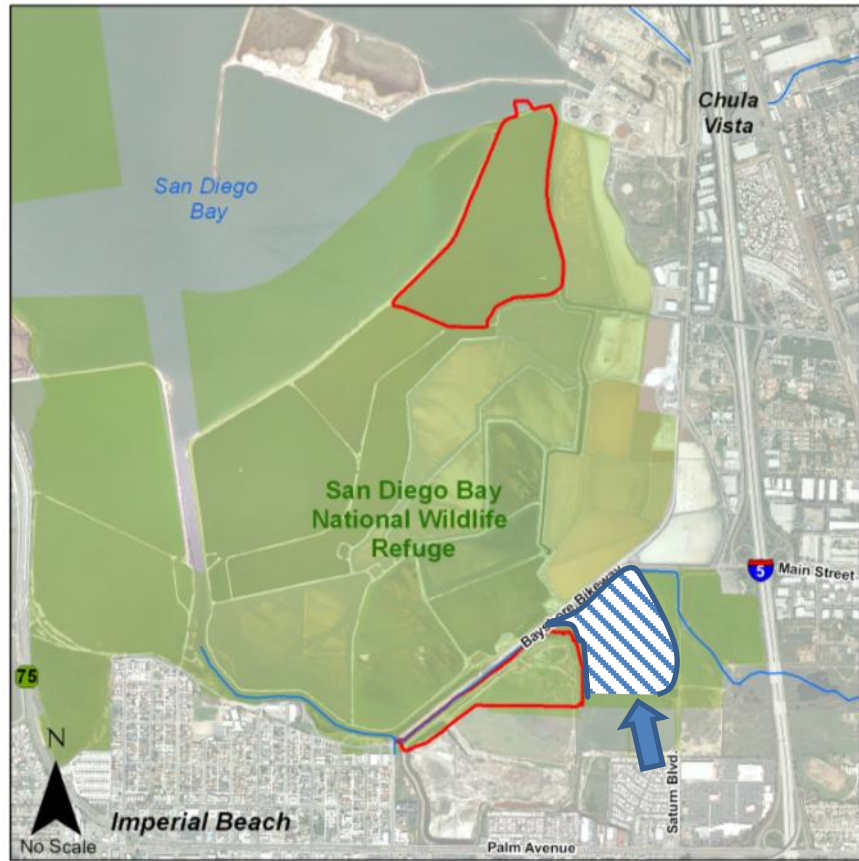 Chula
Vista
San Diego
Bay
San Diego Bay
National Wildlife
Refuge
5
Main Street
Bayshore Bikeway
75
N
Saturn Blvd.
Imperial Beach
No Scale
Palm Avenue